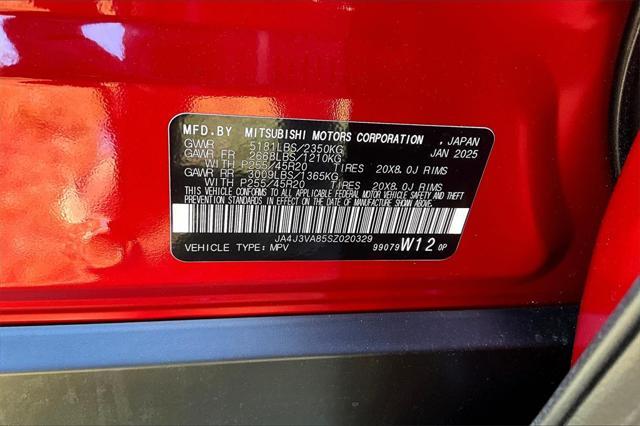 MFD.BY MITSUBISHI MOTORS CORPORATION , JAPAN
GVWR 5181LBS/2350KG JAN 2025
GAWR FR 2668LBS/1210KG
WITH P255/45R20 TIRES 20X8.0J RIMS
GAWR RR 3009LBS/1365KG
WITH P255/45R20 TIRES 20X8.0J RIMS
THIS VEHICLE CONFORMS TO ALL APPLICABLE FEDERAL MOTOR VEHICLE SAFETY AND THEFT
PREVENTION STANDARDS IN EFFECT ON THE DATE OF MANUFACTURE SHOWN ABOVE.
JA4J3VA85SZ020329
VEHICLE TYPE: MPV 99079 W12 0P